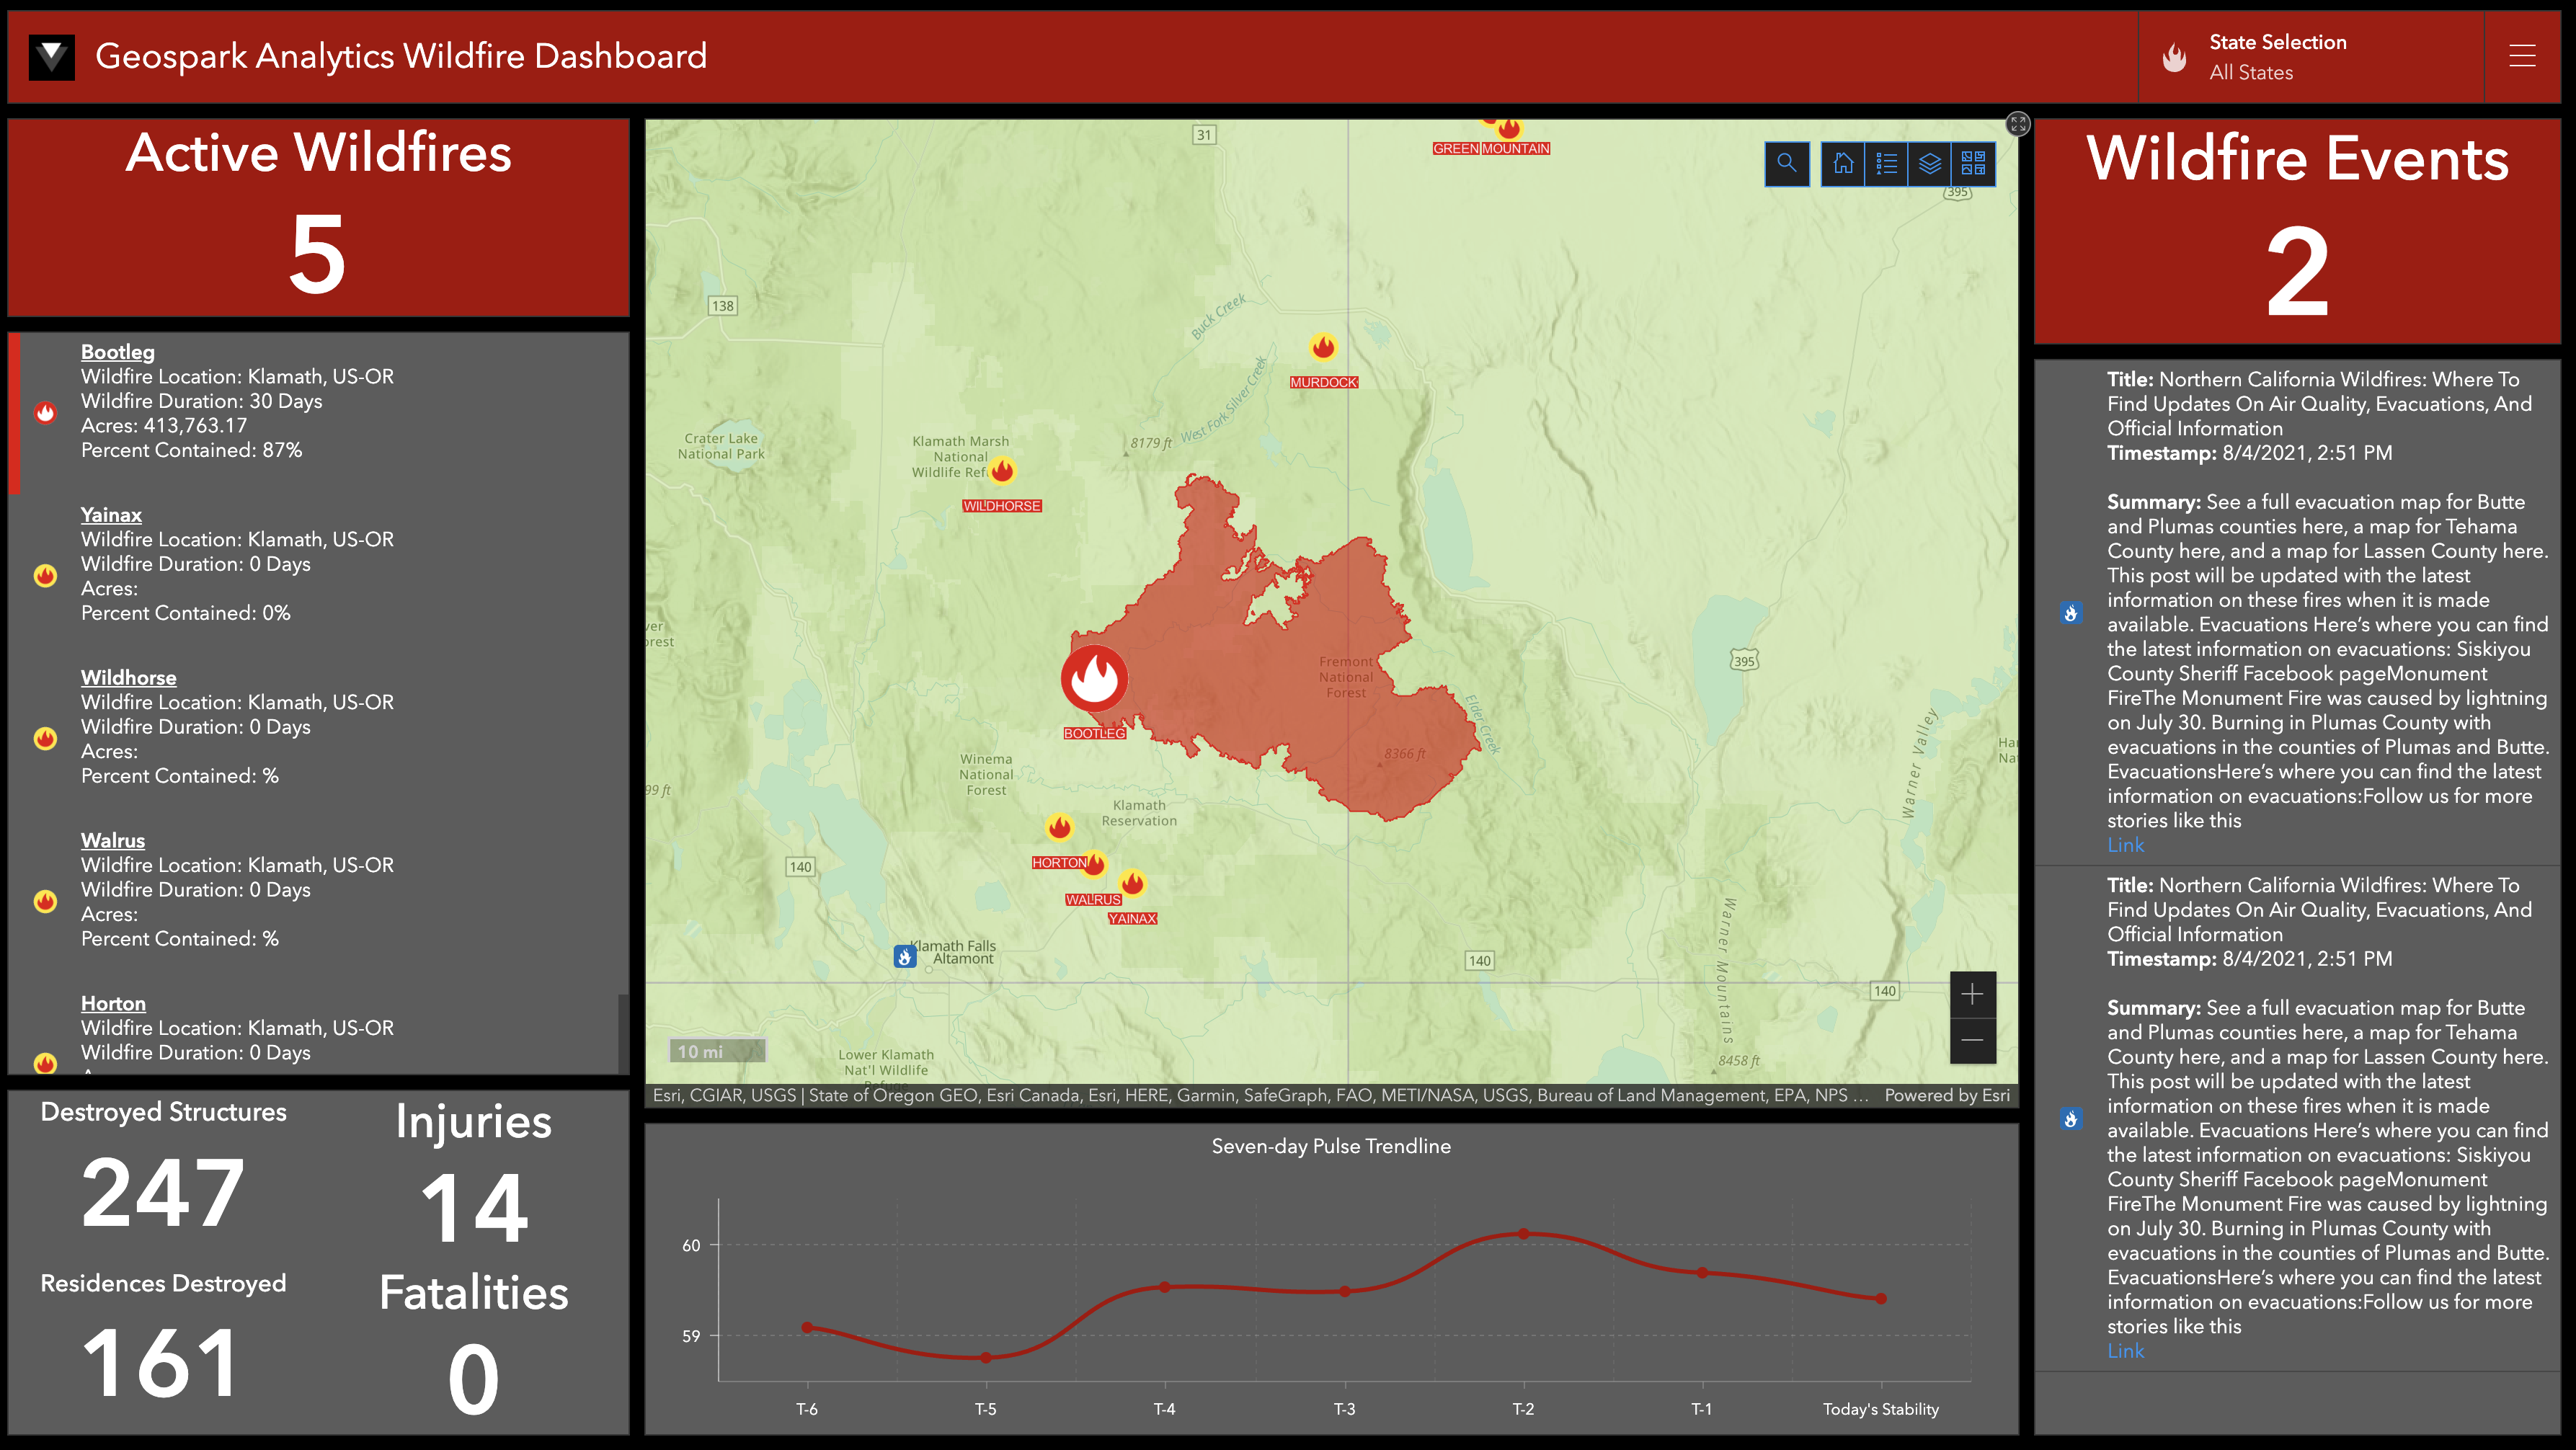 Geospark Analytics Wildfire Dashboard
State Selection
All States
Active Wildfires
5
Bootleg
Wildfire Location: Klamath, US-OR
Wildfire Duration: 30 Days
Acres: 413,763.17
Percent Contained: 87%
Yainax
Wildfire Location: Klamath, US-OR
Wildfire Duration: 0 Days
Acres:
Percent Contained: 0%
Wildhorse
Wildfire Location: Klamath, US-OR
Wildfire Duration: 0 Days
Acres:
Percent Contained: %
Walrus
Wildfire Location: Klamath, US-OR
Wildfire Duration: 0 Days
Acres:
Percent Contained: %
Horton
Wildfire Location: Klamath, US-OR
Wildfire Duration: 0 Days
Destroyed Structures
247
Injuries
14
Residences Destroyed
161
Fatalities
0
31
GREEN MOUNTAIN
395
138
Buck Creek
MURDOCK
West Fork Silver Creek
Crater Lake
National Park
Klamath Marsh
National
Wildlife Ref
8179 ft
WILDHORSE
ver
orest
Fremont
National
Forest
395
BOOTLEG
Elder Creek
8366 ft
Warner Valley
Ha
Nat
Winema
National
Forest
99 ft
Klamath
Reservation
HORTON
140
WALRUS
YAINAX
Klamath Falls
Altamont
140
Warner Mountains
140
10 mi
Lower Klamath
Nat'l Wildlife
Refuge
8458 ft
Esri, CGIAR, USGS | State of Oregon GEO, Esri Canada, Esri, HERE, Garmin, SafeGraph, FAO, METI/NASA, USGS, Bureau of Land Management, EPA, NPS ...
Powered by Esri
Seven-day Pulse Trendline
60
59
T-6
T-5
T-4
T-3
T-2
T-1
Today's Stability
Wildfire Events
2
Title: Northern California Wildfires: Where To
Find Updates On Air Quality, Evacuations, And
Official Information
Timestamp: 8/4/2021, 2:51 PM
Summary: See a full evacuation map for Butte
and Plumas counties here, a map for Tehama
County here, and a map for Lassen County here.
This post will be updated with the latest
information on these fires when it is made
available. Evacuations Here’s where you can find
the latest information on evacuations: Siskiyou
County Sheriff Facebook pageMonument
FireThe Monument Fire was caused by lightning
on July 30. Burning in Plumas County with
evacuations in the counties of Plumas and Butte.
EvacuationsHere’s where you can find the latest
information on evacuations:Follow us for more
stories like this
Link
Title: Northern California Wildfires: Where To
Find Updates On Air Quality, Evacuations, And
Official Information
Timestamp: 8/4/2021, 2:51 PM
Summary: See a full evacuation map for Butte
and Plumas counties here, a map for Tehama
County here, and a map for Lassen County here.
This post will be updated with the latest
information on these fires when it is made
available. Evacuations Here’s where you can find
the latest information on evacuations: Siskiyou
County Sheriff Facebook pageMonument
FireThe Monument Fire was caused by lightning
on July 30. Burning in Plumas County with
evacuations in the counties of Plumas and Butte.
EvacuationsHere’s where you can find the latest
information on evacuations:Follow us for more
stories like this
Link